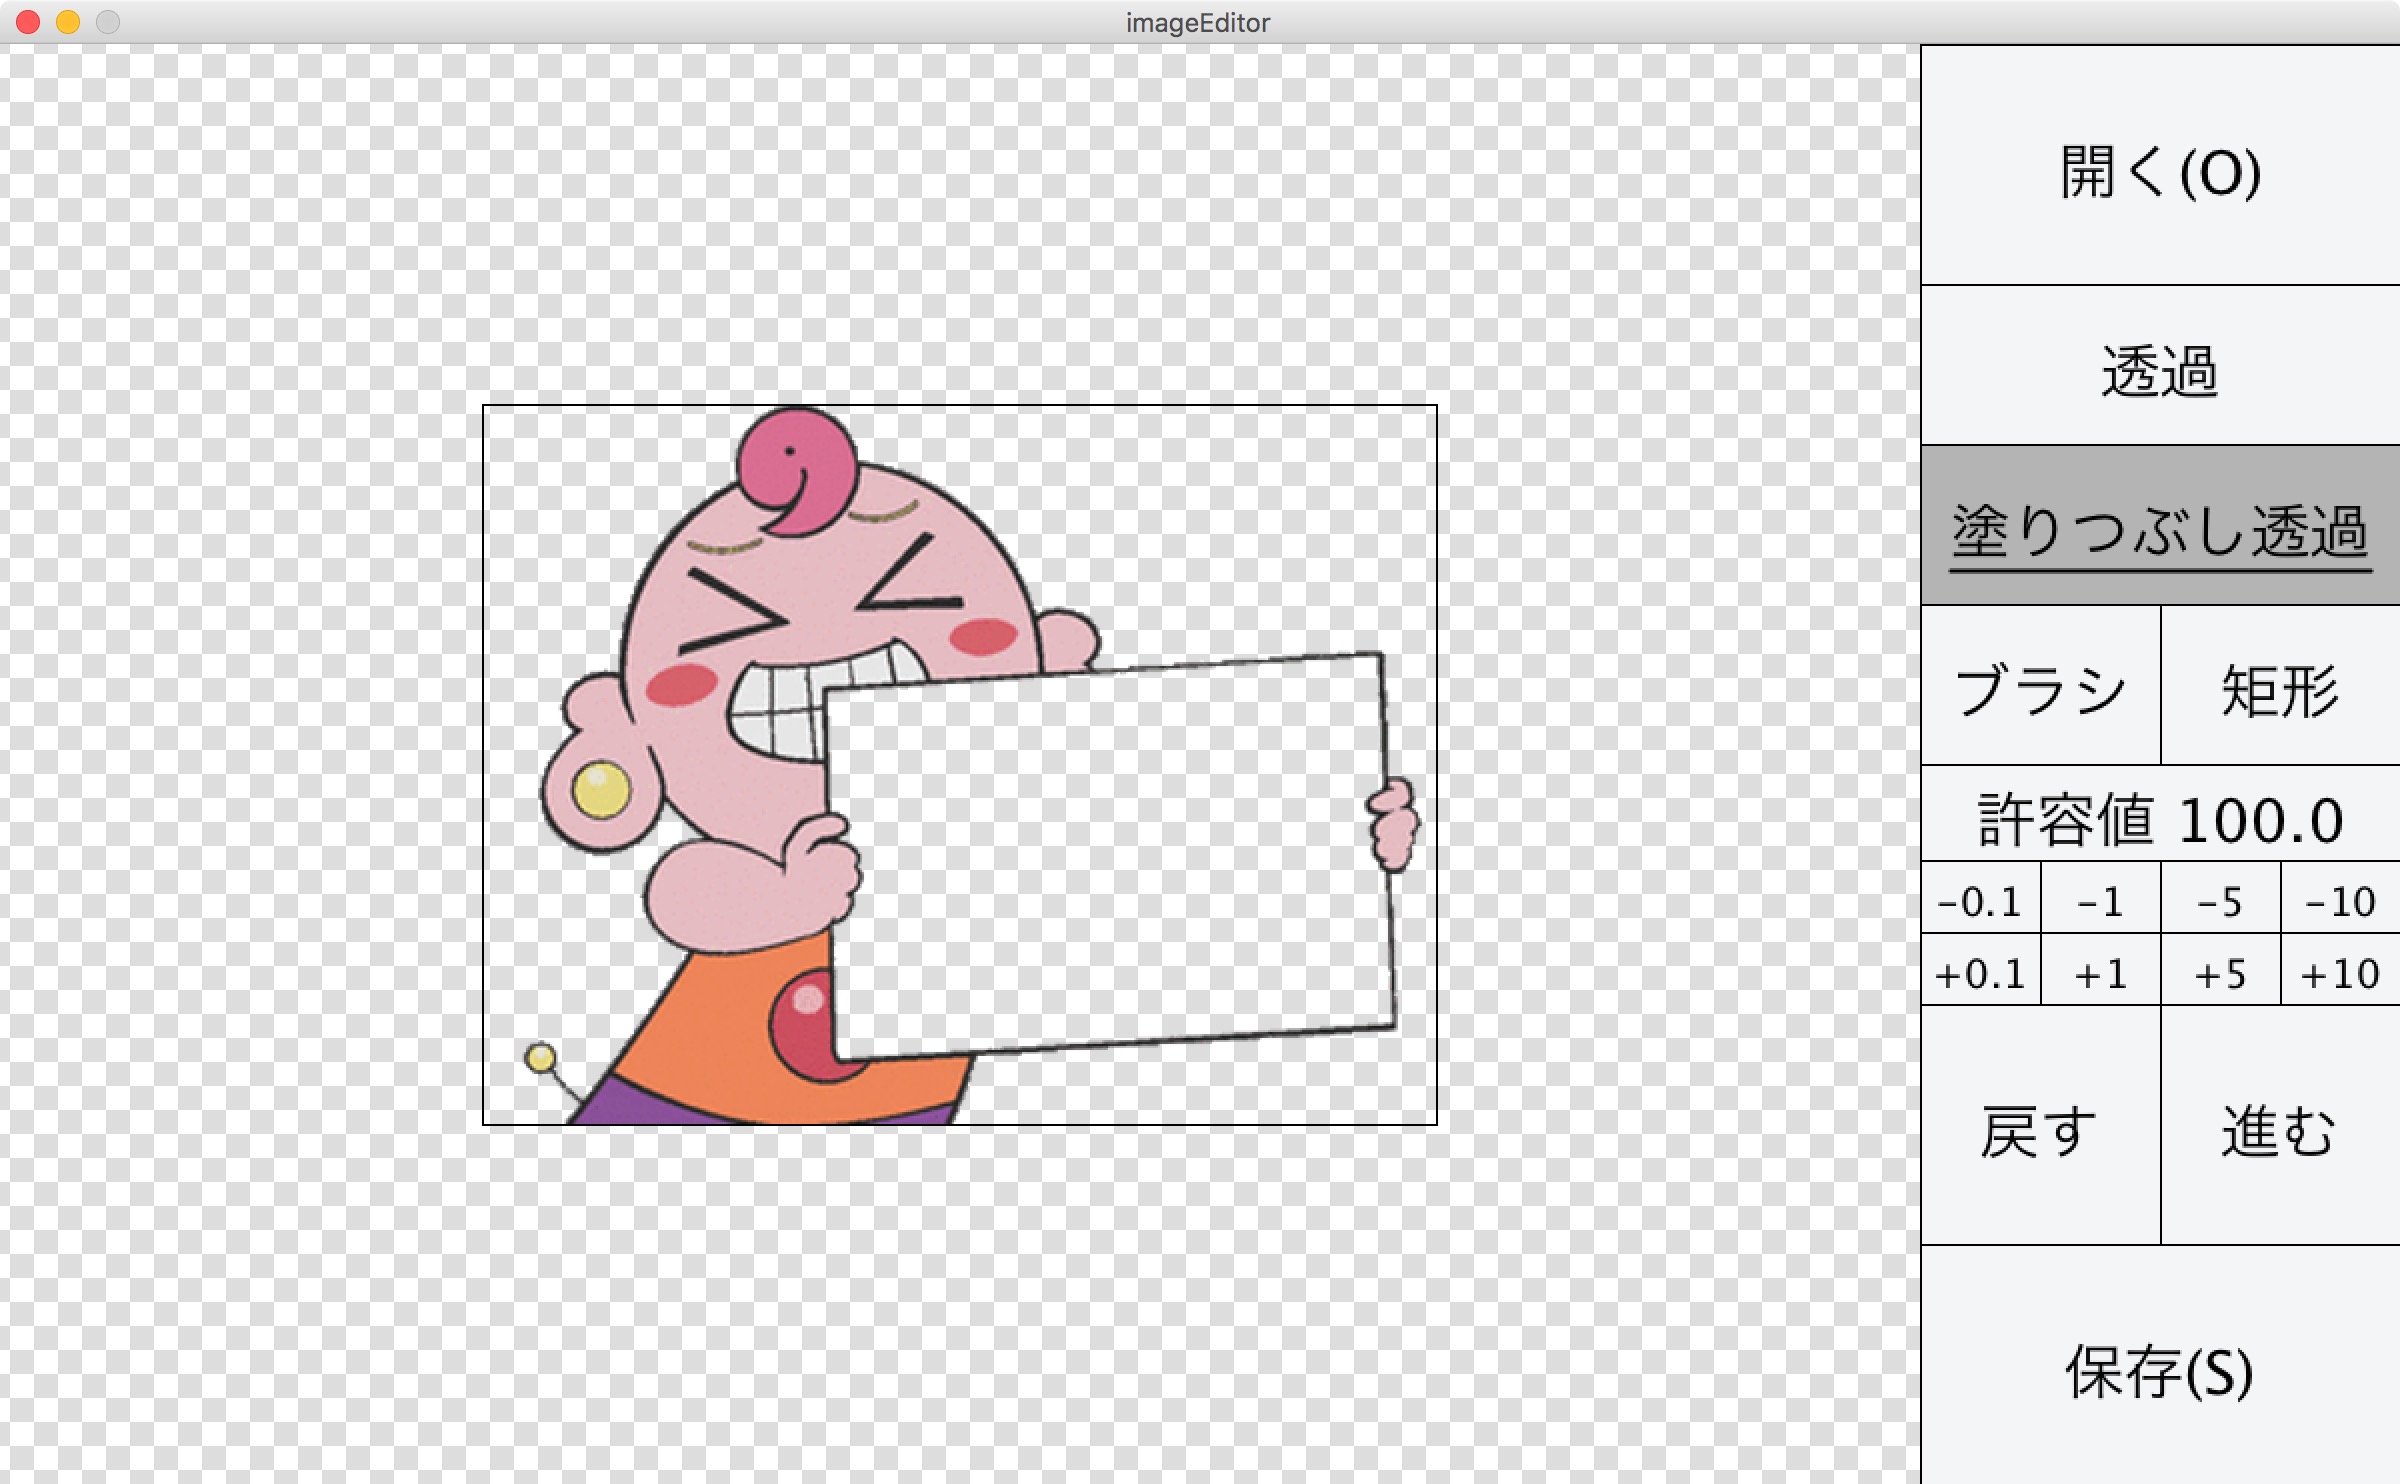 imageEditor
開く(O)
透過
塗りつぶし透過
ブラシ 矩形
許容値 100.0
-0.1 -1 -5 -10
+0.1 +1 +5 +10
戻す 進む
保存(S)